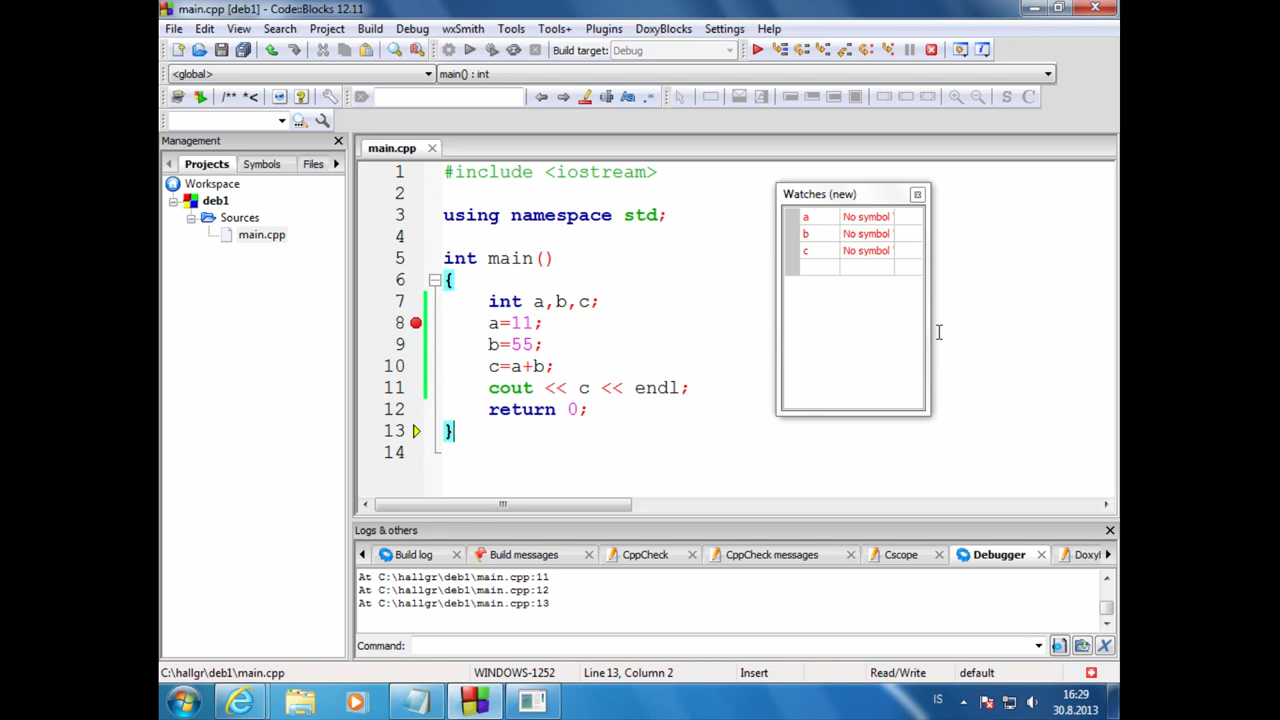 main.cpp [deb1] - Code::Blocks 12.11
File Edit View Search Project Build Debug wxSmith Tools Tools+ Plugins DoxyBlocks Settings Help
Build target: Debug
<global> main() : int
/** *<
S C
Management
Projects Symbols Files
Workspace
deb1
Sources
main.cpp
main.cpp
1 #include <iostream>
2
3 using namespace std;
4
5 int main()
6 {
7 int a,b,c;
8 a=11;
9 b=55;
10 c=a+b;
11 cout << c << endl;
12 return 0;
13 }
14
Watches (new)
a No symbol '
b No symbol '
c No symbol '
Logs & others
Build log Build messages CppCheck CppCheck messages Cscope Debugger Doxyl
At C:\hallgr\deb1\main.cpp:11
At C:\hallgr\deb1\main.cpp:12
At C:\hallgr\deb1\main.cpp:13
Command:
C:\hallgr\deb1\main.cpp WINDOWS-1252 Line 13, Column 2 Insert Read/Write default
IS 16:29
30.8.2013